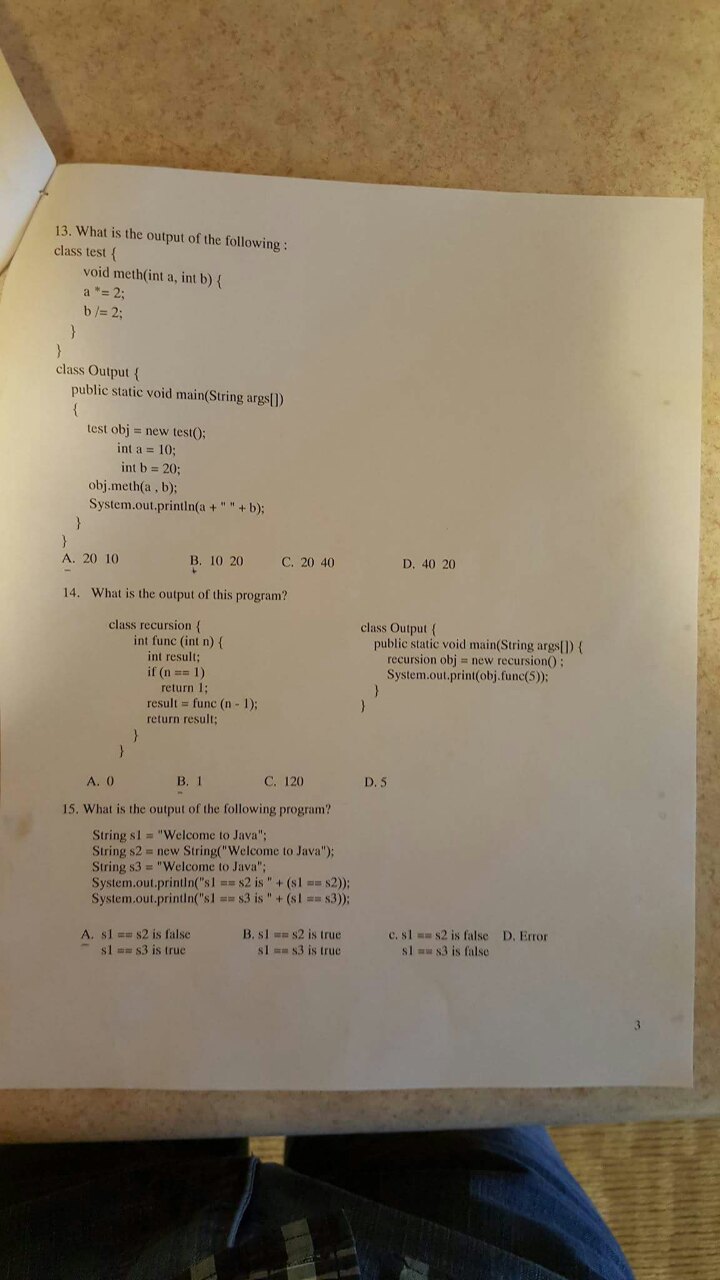 13. What is the output of the following :
class test {
void meth(int a, int b) {
a *= 2;
b /= 2;
}
}
class Output {
public static void main(String args[])
{
test obj = new test();
int a = 10;
int b = 20;
obj.meth(a , b);
System.out.println(a + " " + b);
}
}
A. 20 10 B. 10 20 C. 20 40 D. 40 20
14. What is the output of this program?
class recursion {
int func (int n) {
int result;
if (n == 1)
return 1;
result = func (n - 1);
return result;
}
}
class Output {
public static void main(String args[]) {
recursion obj = new recursion() ;
System.out.print(obj.func(5));
}
}
A. 0 B. 1 C. 120 D. 5
15. What is the output of the following program?
String s1 = "Welcome to Java";
String s2 = new String("Welcome to Java");
String s3 = "Welcome to Java";
System.out.println("s1 == s2 is " + (s1 == s2));
System.out.println("s1 == s3 is " + (s1 == s3));
A. s1 == s2 is false B. s1 == s2 is true c. s1 == s2 is false D. Error
s1 == s3 is true s1 == s3 is true s1 == s3 is false
3